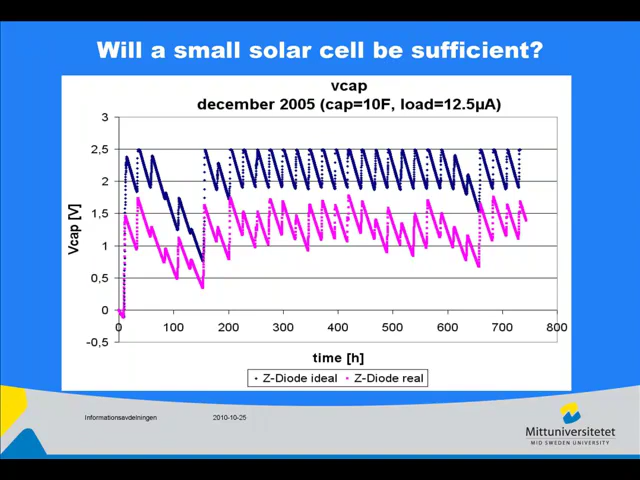 Will a small solar cell be sufficient?
vcap
december 2005 (cap=10F, load=12.5µA)
3
2,5
2
1,5
1
0,5
0
-0,5
Vcap [V]
0 100 200 300 400 500 600 700 800
time [h]
Z-Diode ideal Z-Diode real
Informationsavdelningen 2010-10-25
Mittuniversitetet
MID SWEDEN UNIVERSITY